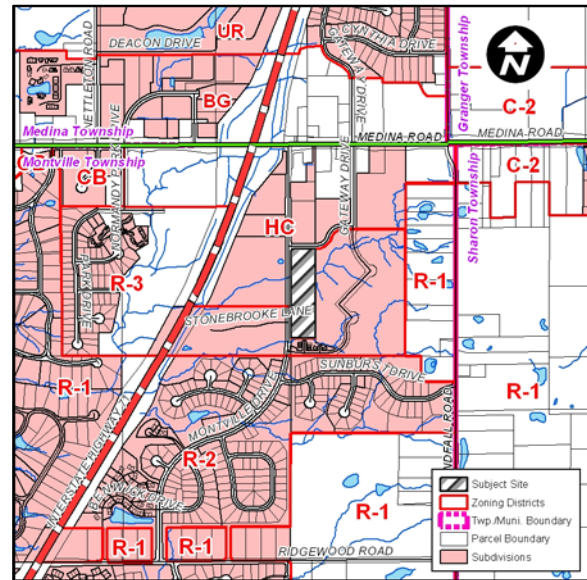 DEACON DRIVE
UR
CYNTHIA DRIVE
GATEWAY DRIVE
NETTLETON ROAD
BG
Granger Township
N
C-2
Medina Township
MEDINA ROAD
MEDINA ROAD
Montville Township
CB
NORMANDY PARK DRIVE
GATEWAY DRIVE
C-2
Sharon Township
HC
R-3
PARK DRIVE
STONEBROOKE LANE
R-1
R-1
SUNBURST DRIVE
R-1
MONTVILLE DRIVE
INTERSTATE HIGHWAY 71
R-2
DRIVE
R-1
R-1
R-1
RIDGEWOOD ROAD
Subject Site
Zoning Districts
Twp./Muni. Boundary
Parcel Boundary
Subdivisions